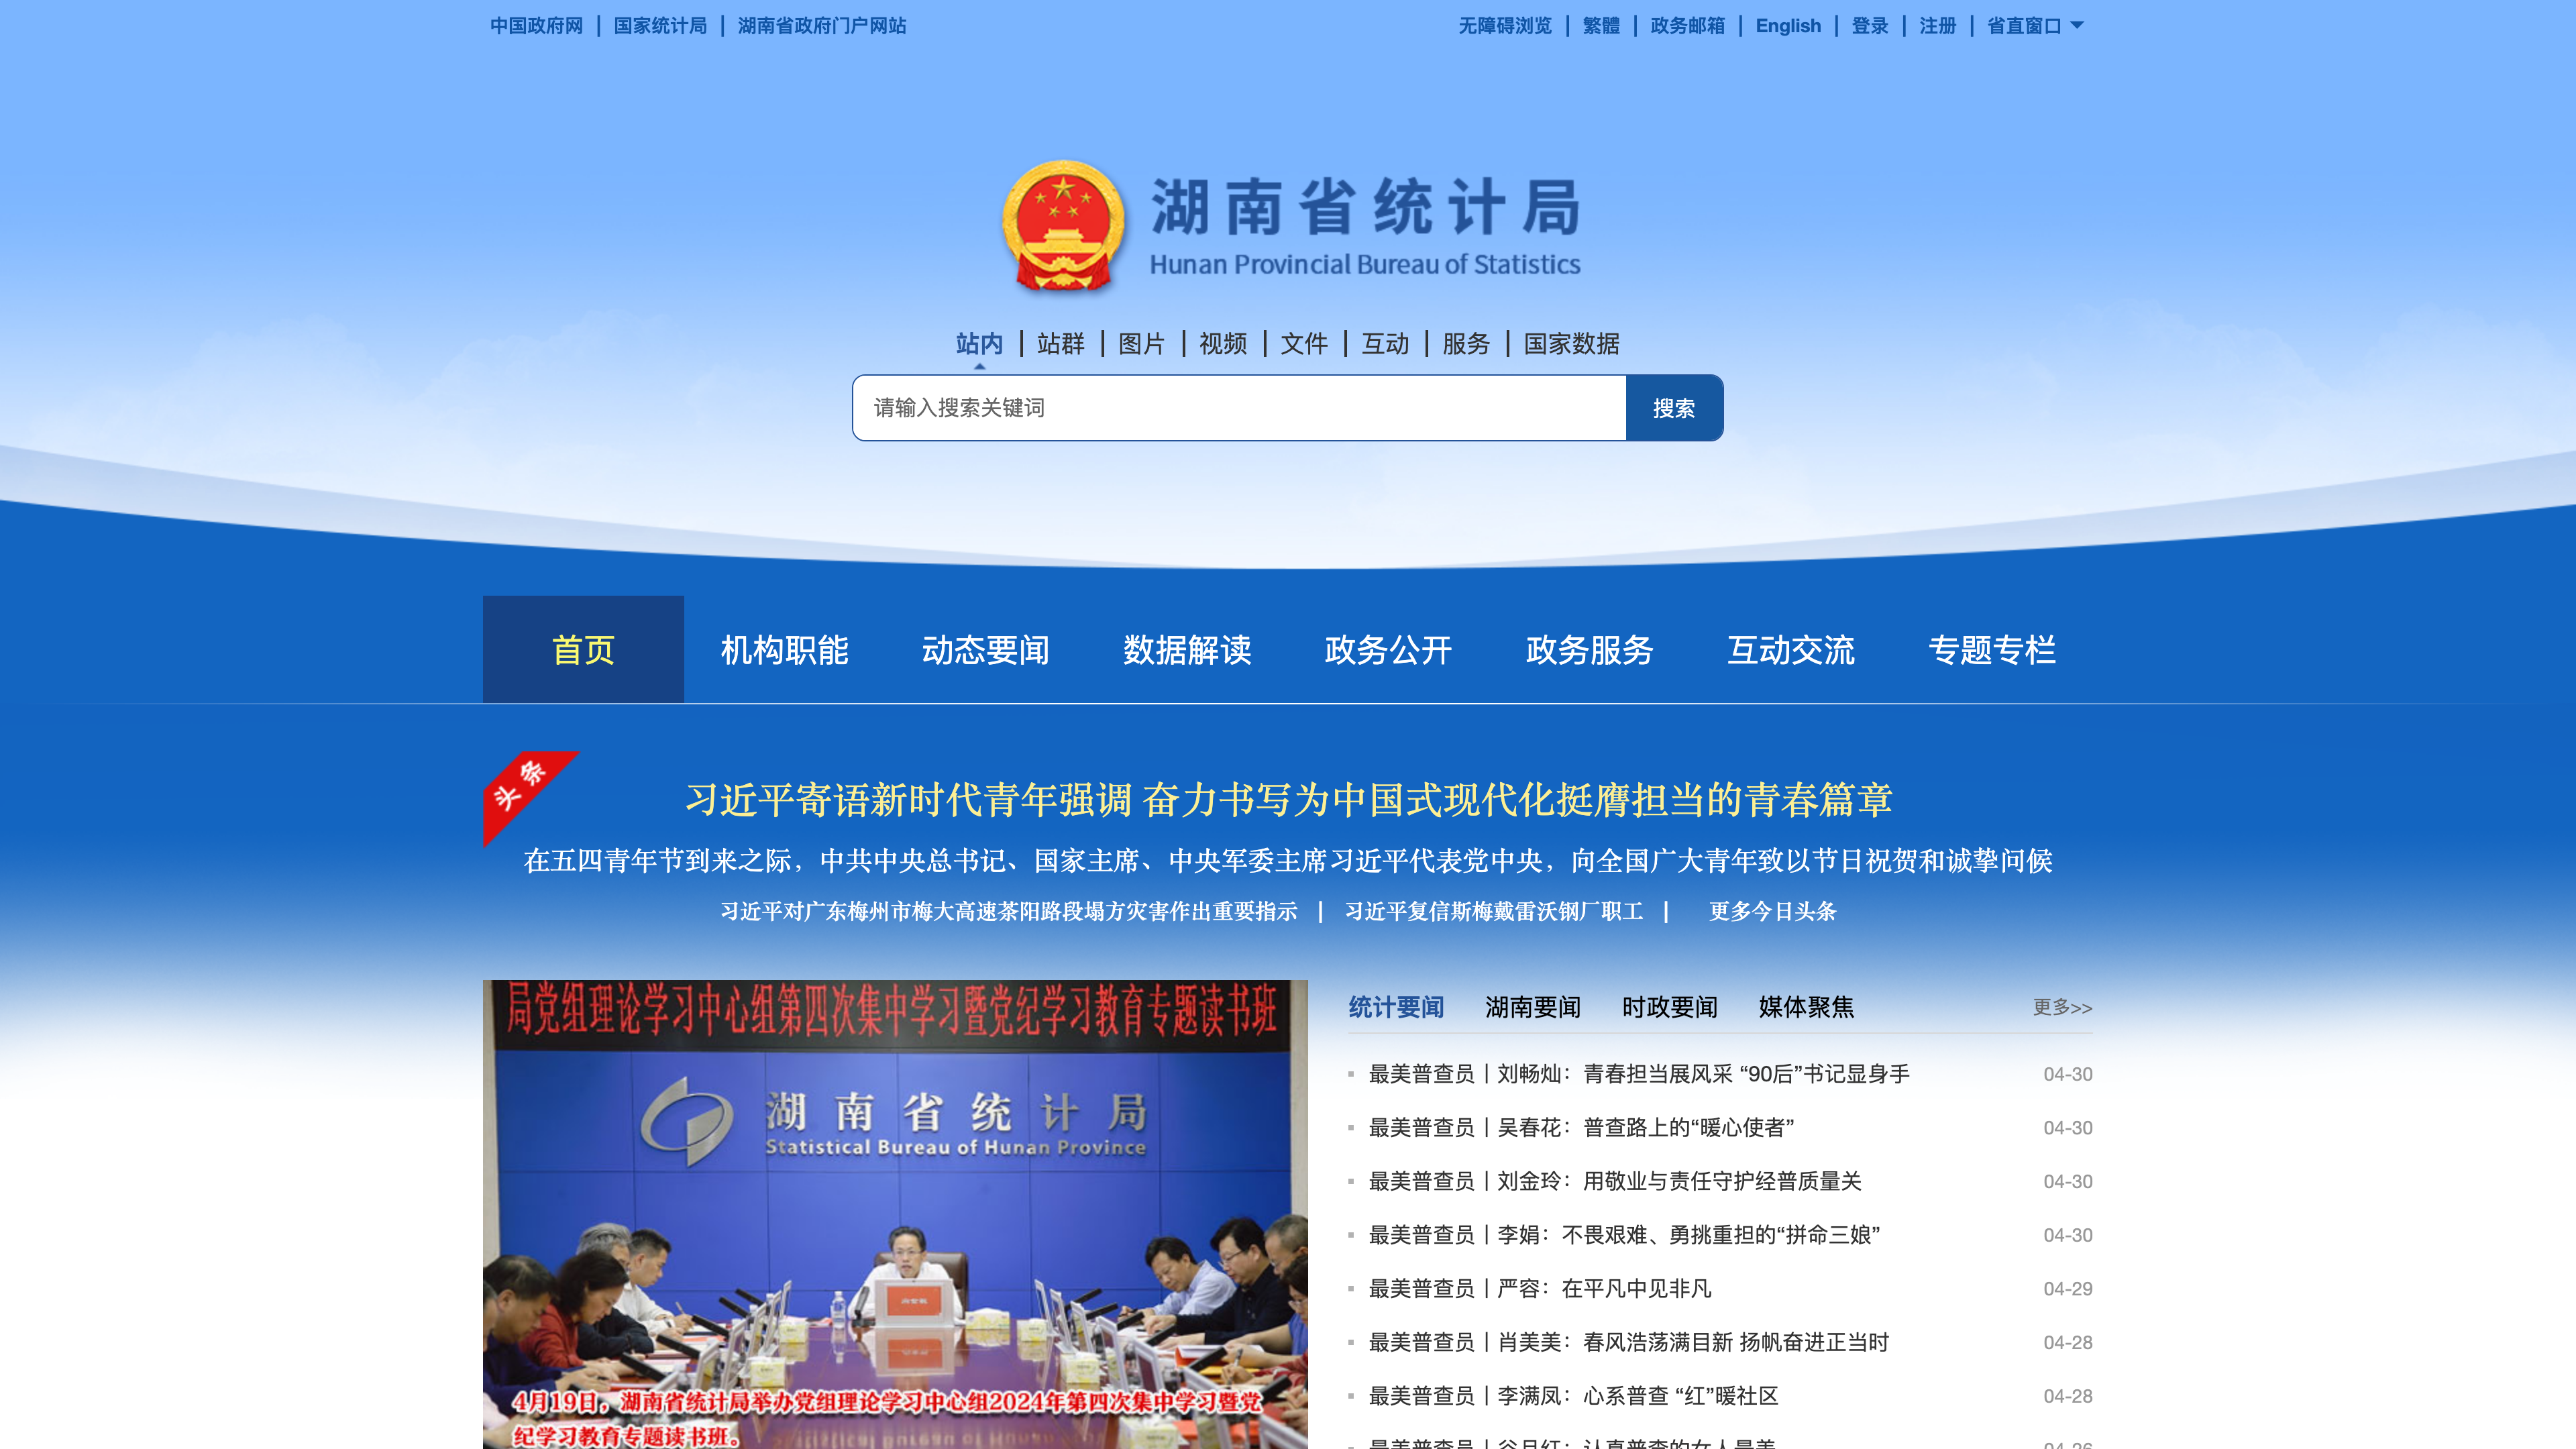 中国政府网 | 国家统计局 | 湖南省政府门户网站
无障碍浏览 | 繁體 | 政务邮箱 | English | 登录 | 注册 | 省直窗口
湖南省统计局
Hunan Provincial Bureau of Statistics
站内 | 站群 | 图片 | 视频 | 文件 | 互动 | 服务 | 国家数据
请输入搜索关键词 搜索
首页 机构职能 动态要闻 数据解读 政务公开 政务服务 互动交流 专题专栏
头条
习近平寄语新时代青年强调 奋力书写为中国式现代化挺膺担当的青春篇章
在五四青年节到来之际，中共中央总书记、国家主席、中央军委主席习近平代表党中央，向全国广大青年致以节日祝贺和诚挚问候
习近平对广东梅州市梅大高速茶阳路段塌方灾害作出重要指示 | 习近平复信斯梅戴雷沃钢厂职工 | 更多今日头条
局党组理论学习中心组第四次集中学习暨党纪学习教育专题读书班
湖南省统计局
Statistical Bureau of Hunan Province
4月19日，湖南省统计局举办党组理论学习中心组2024年第四次集中学习暨党
纪学习教育专题读书班。
统计要闻 湖南要闻 时政要闻 媒体聚焦 更多>>
最美普查员丨刘畅灿：青春担当展风采 “90后”书记显身手 04-30
最美普查员丨吴春花：普查路上的“暖心使者” 04-30
最美普查员丨刘金玲：用敬业与责任守护经普质量关 04-30
最美普查员丨李娟：不畏艰难、勇挑重担的“拼命三娘” 04-30
最美普查员丨严容：在平凡中见非凡 04-29
最美普查员丨肖美美：春风浩荡满目新 扬帆奋进正当时 04-28
最美普查员丨李满凤：心系普查 “红”暖社区 04-28